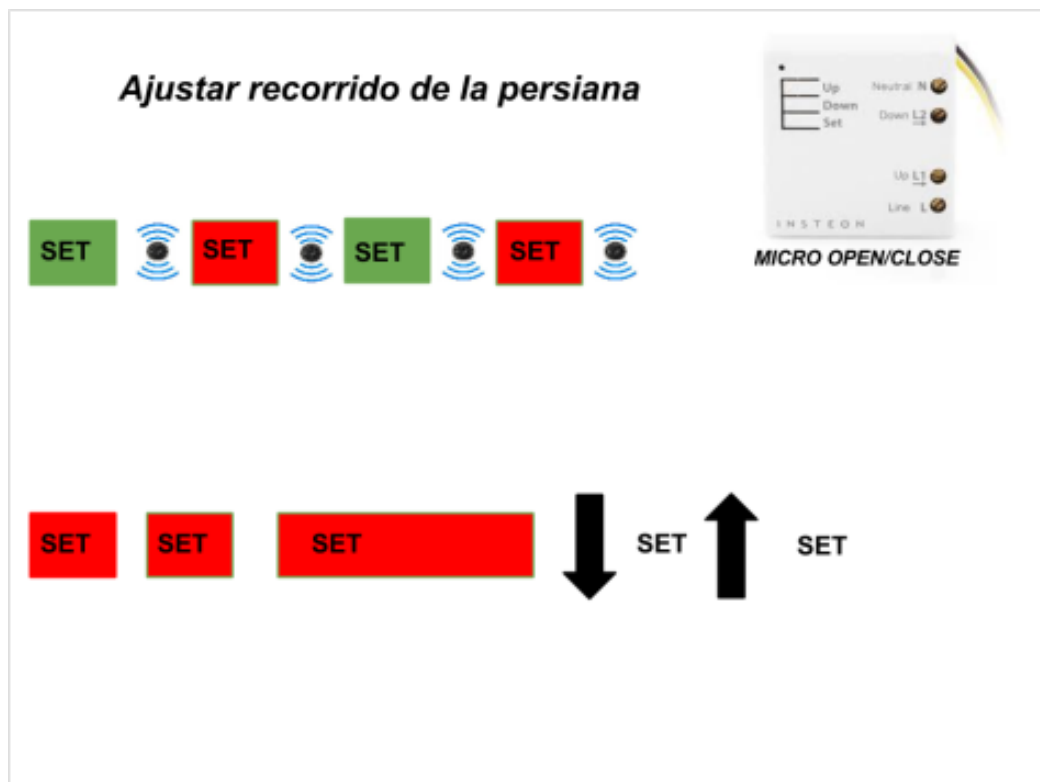 Ajustar recorrido de la persiana
Up
Down
Set
Neutral N
Down L2
Up L1
Line L
INSTEON
MICRO OPEN/CLOSE
SET SET SET SET
SET SET SET SET SET